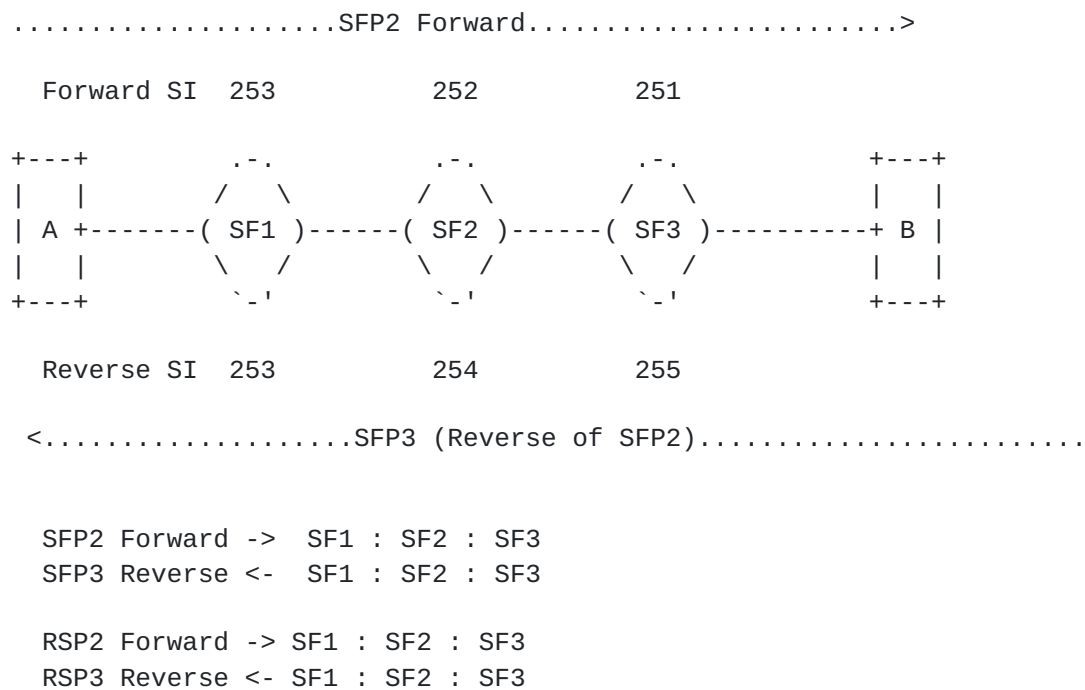 .....................SFP2 Forward........................>
Forward SI  253             252             251
+---+         .-.           .-.          .-.              +---+
|   |        /   \         /   \        /   \             |   |
| A +-------( SF1 )------( SF2 )------( SF3 )----------+ B |
|   |        \   /         \   /        \   /             |   |
+---+         `-'           `-'          `-'              +---+
Reverse SI  253             254             255
<....................SFP3 (Reverse of SFP2).........................
SFP2 Forward ->  SF1 : SF2 : SF3
SFP3 Reverse <-  SF1 : SF2 : SF3
RSP2 Forward -> SF1 : SF2 : SF3
RSP3 Reverse <- SF1 : SF2 : SF3